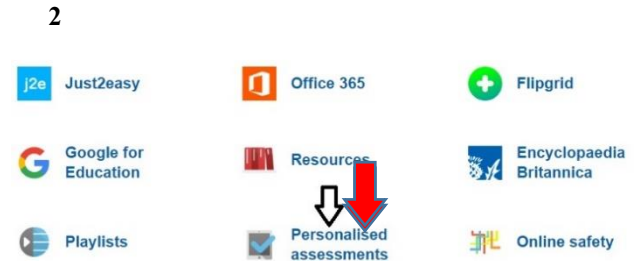 2
j2e Just2easy
Office 365
Flipgrid
Google for
Education
Resources
Encyclopaedia
Britannica
Playlists
Personalised
assessments
Online safety